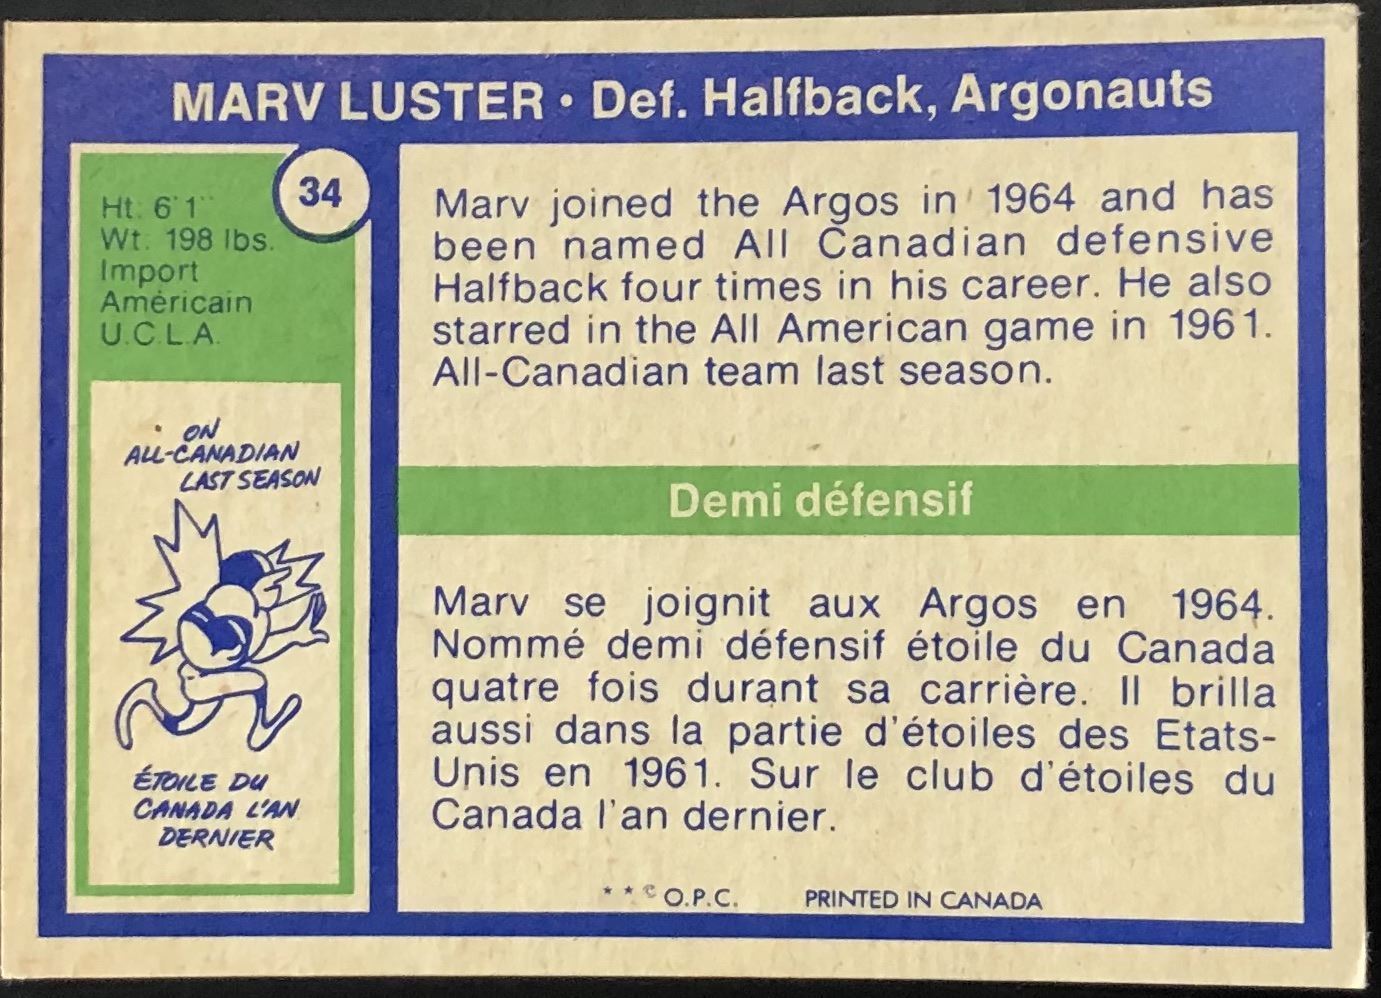 MARV LUSTER • Def. Halfback, Argonauts
34
Ht. 6'1"
Wt. 198 lbs.
Import
Américain
U.C.L.A.
ON
ALL-CANADIAN
LAST SEASON
ÉTOILE DU
CANADA L'AN
DERNIER
Marv joined the Argos in 1964 and has
been named All Canadian defensive
Halfback four times in his career. He also
starred in the All American game in 1961.
All-Canadian team last season.
Demi défensif
Marv se joignit aux Argos en 1964.
Nommé demi défensif étoile du Canada
quatre fois durant sa carrière. Il brilla
aussi dans la partie d'étoiles des Etats-
Unis en 1961. Sur le club d'étoiles du
Canada l'an dernier.
* * © O.P.C. PRINTED IN CANADA